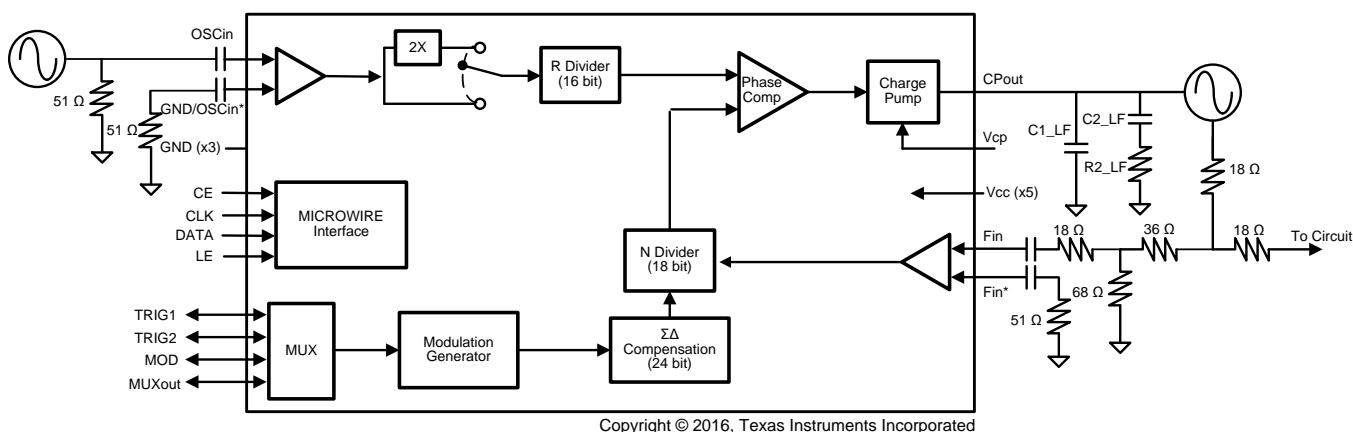 OSCin
51 Ω
GND/OSCin*
51 Ω
GND (x3)
2X
R Divider
(16 bit)
Phase
Comp
Charge
Pump
CPout
C1_LF
C2_LF
R2_LF
18 Ω
Vcp
Vcc (x5)
CE
CLK
DATA
LE
MICROWIRE
Interface
N Divider
(18 bit)
Fin
18 Ω
36 Ω
18 Ω
To Circuit
Fin*
68 Ω
51 Ω
TRIG1
TRIG2
MOD
MUXout
MUX
Modulation
Generator
ΣΔ
Compensation
(24 bit)
Copyright © 2016, Texas Instruments Incorporated